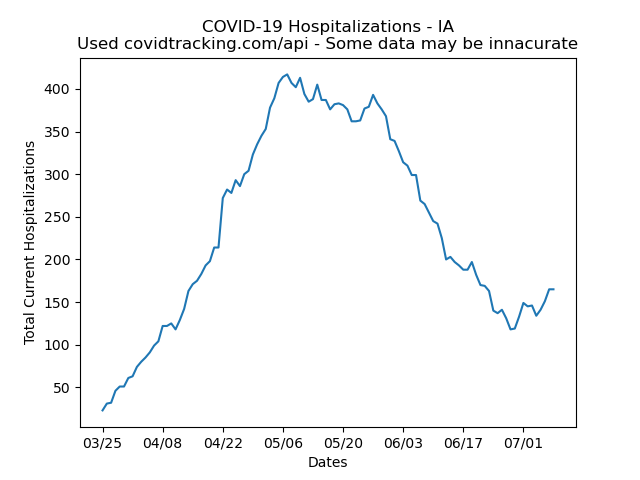 COVID-19 Hospitalizations - IA
Used covidtracking.com/api - Some data may be innacurate
400
350
300
250
200
150
100
50
Total Current Hospitalizations
03/25 04/08 04/22 05/06 05/20 06/03 06/17 07/01
Dates